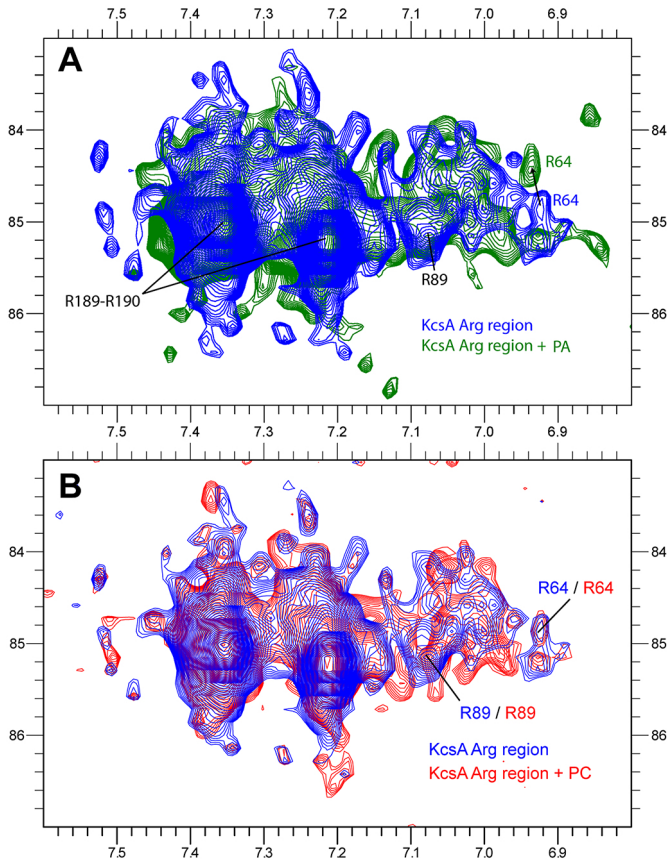 7.5 7.4 7.3 7.2 7.1 7.0 6.9
A
84 84
R64
R64
85 85
R189-R190
R89
86 86
KcsA Arg region
KcsA Arg region + PA
7.5 7.4 7.3 7.2 7.1 7.0 6.9
B
84 84
R64 / R64
85 85
R89 / R89
86 86
KcsA Arg region
KcsA Arg region + PC
7.5 7.4 7.3 7.2 7.1 7.0 6.9